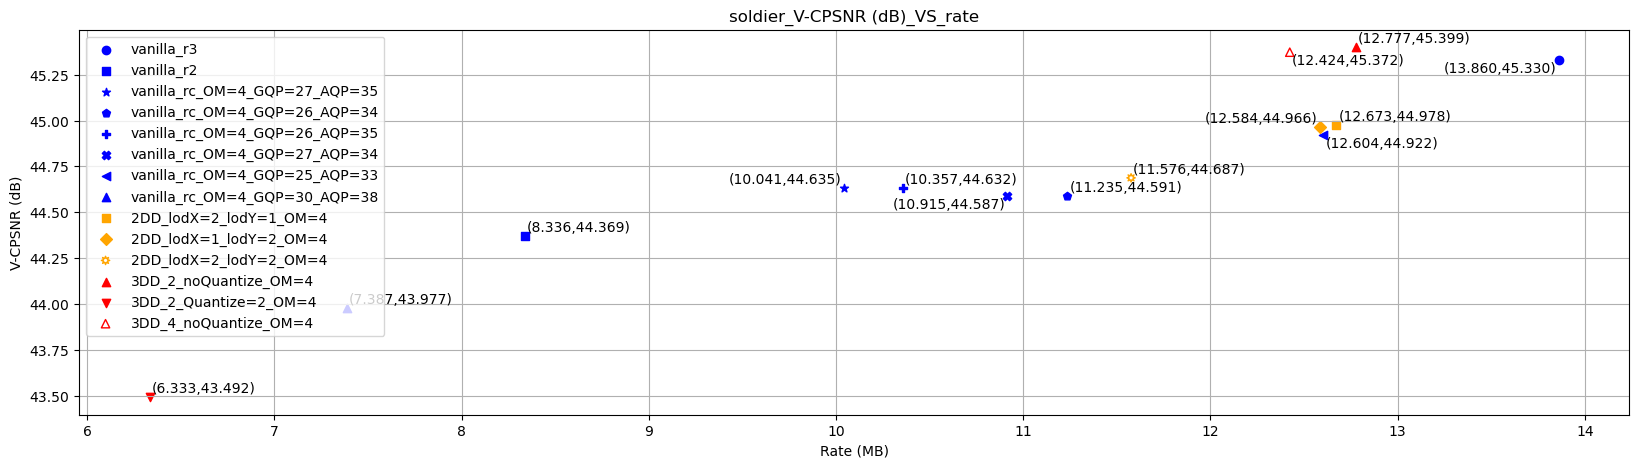 soldier_V-CPSNR (dB)_VS_rate
V-CPSNR (dB)
45.25
45.00
44.75
44.50
44.25
44.00
43.75
43.50
vanilla_r3
vanilla_r2
vanilla_rc_OM=4_GQP=27_AQP=35
vanilla_rc_OM=4_GQP=26_AQP=34
vanilla_rc_OM=4_GQP=26_AQP=35
vanilla_rc_OM=4_GQP=27_AQP=34
vanilla_rc_OM=4_GQP=25_AQP=33
vanilla_rc_OM=4_GQP=30_AQP=38
2DD_lodX=2_lodY=1_OM=4
2DD_lodX=1_lodY=2_OM=4
2DD_lodX=2_lodY=2_OM=4
3DD_2_noQuantize_OM=4
3DD_2_Quantize=2_OM=4
3DD_4_noQuantize_OM=4
(12.777,45.399)
(12.424,45.372)
(13.860,45.330)
(12.584,44.966)
(12.673,44.978)
(12.604,44.922)
(11.576,44.687)
(10.041,44.635)
(10.357,44.632)
(11.235,44.591)
(10.915,44.587)
(8.336,44.369)
(7.387,43.977)
(6.333,43.492)
6
7
8
9
10
11
12
13
14
Rate (MB)